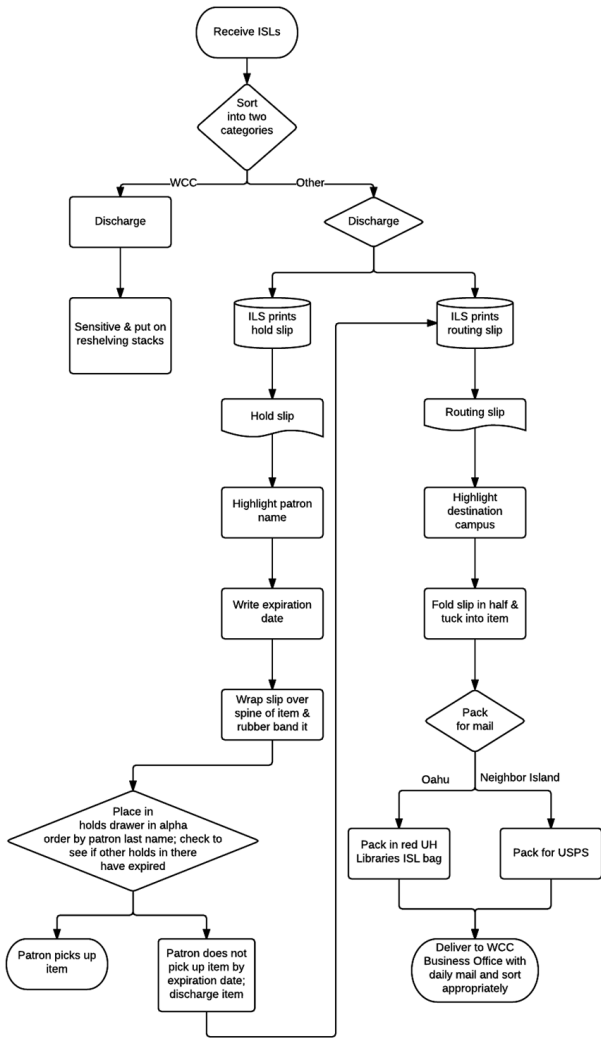 Receive ISLs
Sort
into two
categories
WCC
Other
Discharge
Discharge
Sensitive & put on
reshelving stacks
ILS prints
hold slip
ILS prints
routing slip
Hold slip
Routing slip
Highlight patron
name
Highlight
destination
campus
Write expiration
date
Fold slip in half &
tuck into item
Wrap slip over
spine of item &
rubber band it
Pack
for mail
Oahu
Neighbor Island
Place in
holds drawer in alpha
order by patron last name; check to
see if other holds in there
have expired
Pack in red UH
Libraries ISL bag
Pack for USPS
Patron picks up
item
Patron does not
pick up item by
expiration date;
discharge item
Deliver to WCC
Business Office with
daily mail and sort
appropriately